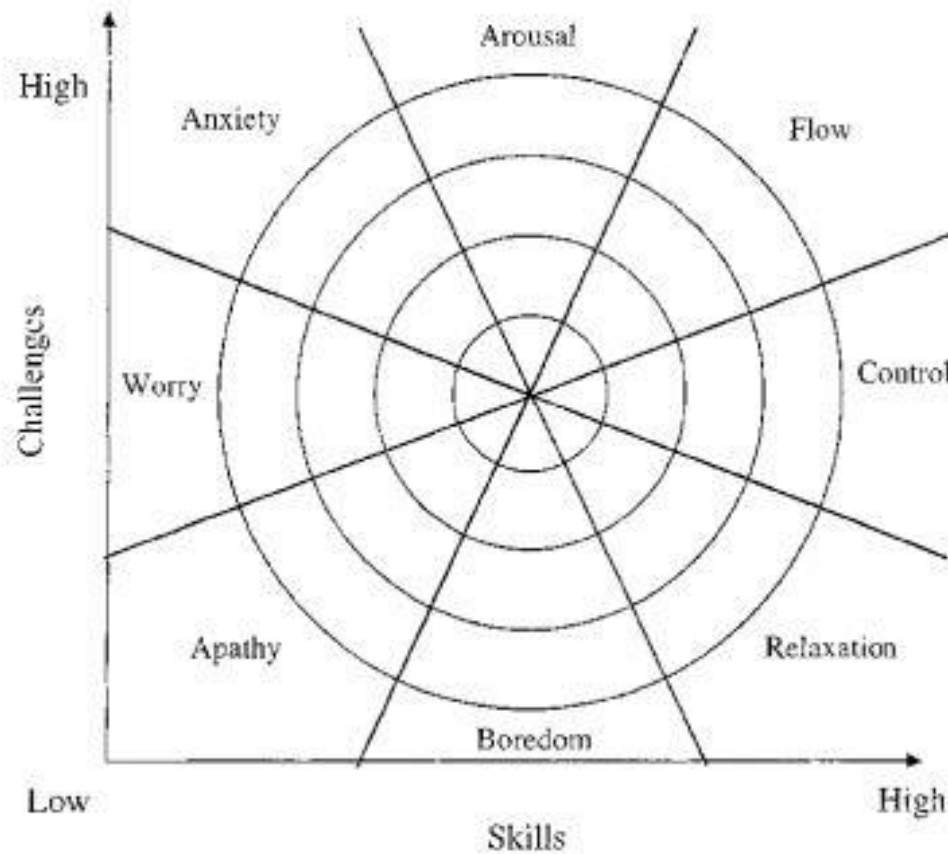 Arousal
High
Anxiety
Flow
Challenges
Worry
Control
Apathy
Relaxation
Boredom
Low
High
Skills